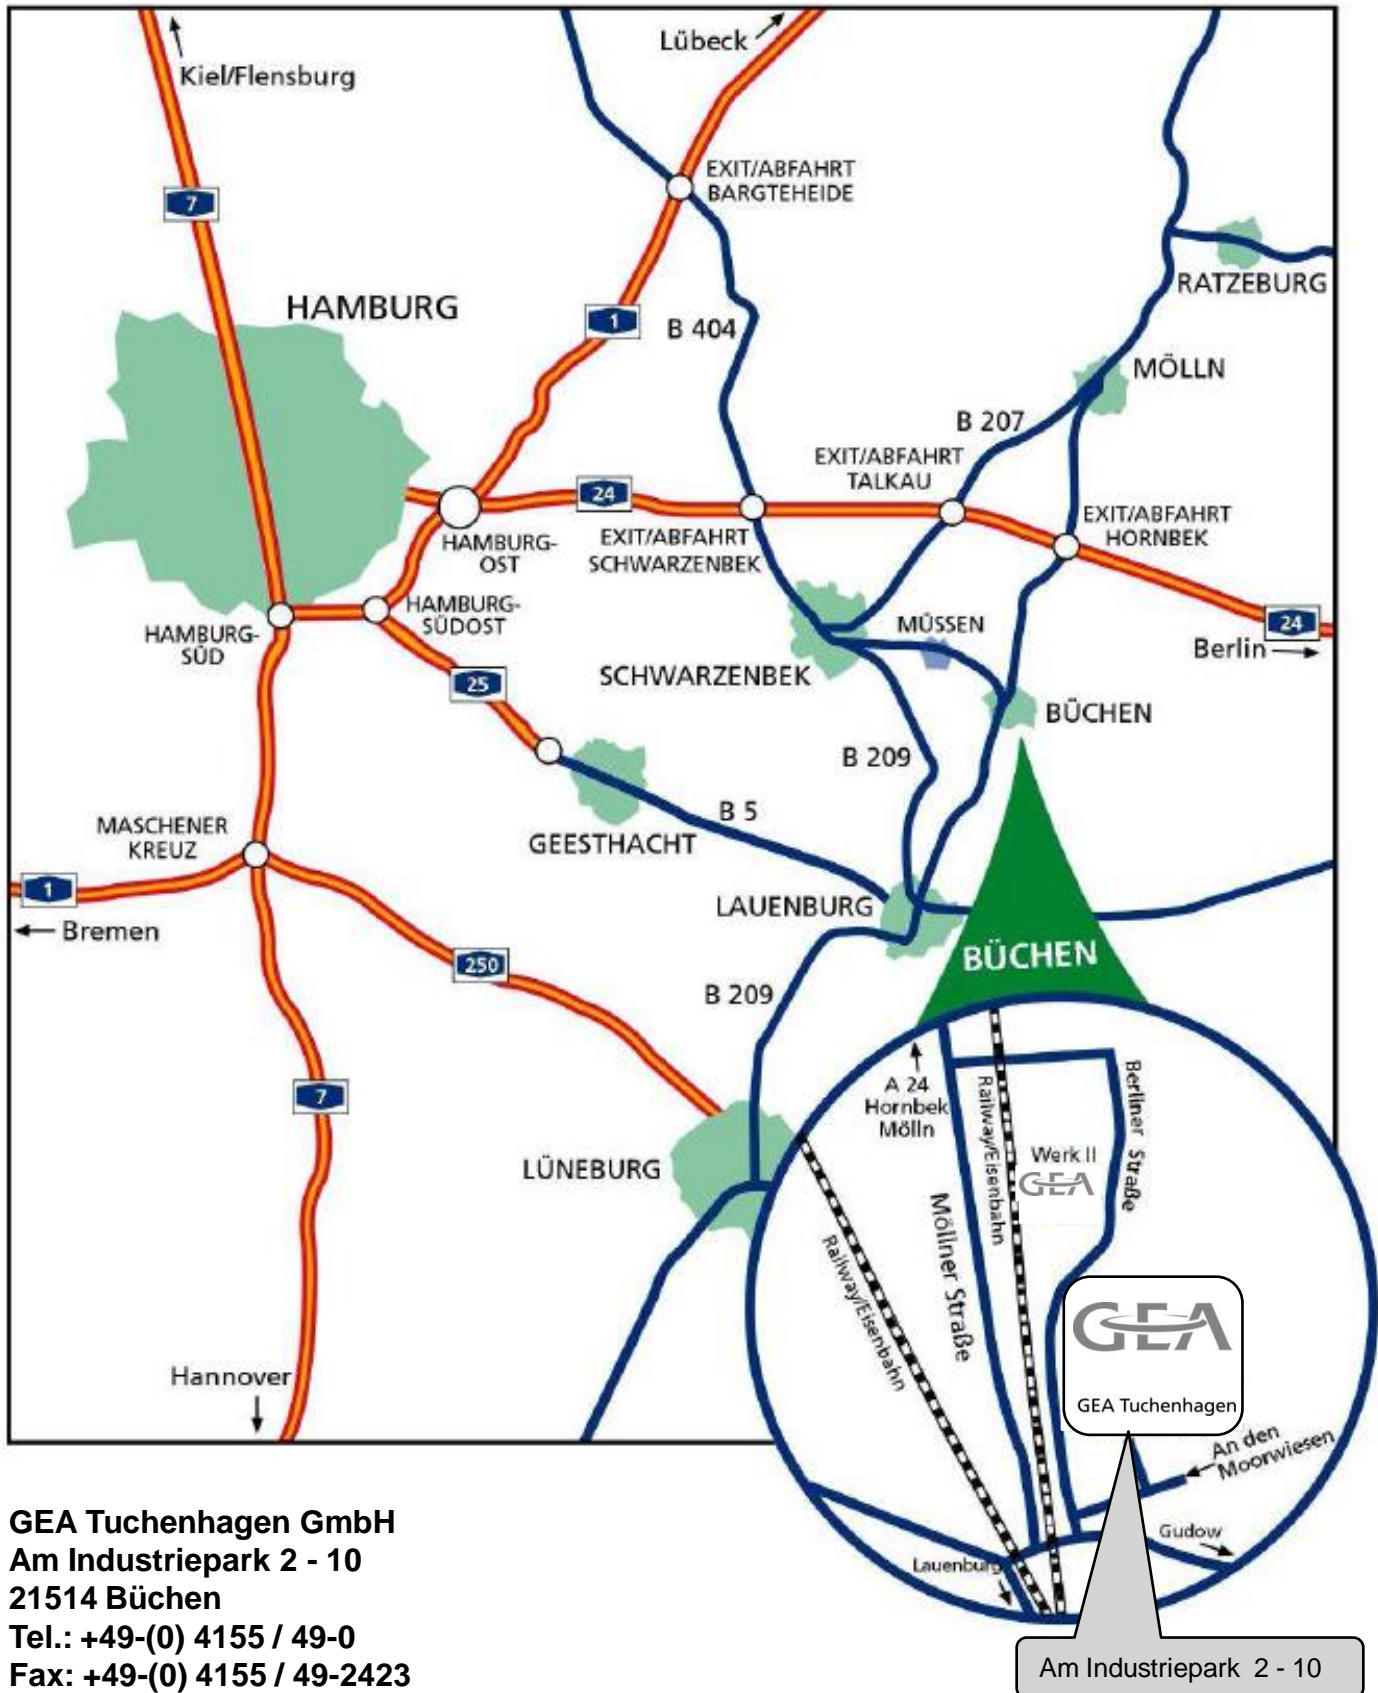 Lübeck
Kiel/Flensburg
EXIT/ABFAHRT
BARGTEHEIDE
7
RATZEBURG
HAMBURG
1
B 404
MÖLLN
B 207
EXIT/ABFAHRT
TALKAU
24
EXIT/ABFAHRT
HORNBEK
EXIT/ABFAHRT
SCHWARZENBEK
HAMBURG-
OST
HAMBURG-
SÜDOST
HAMBURG-
SÜD
MÜSSEN
24
Berlin
SCHWARZENBEK
25
BÜCHEN
B 209
B 5
MASCHENER
KREUZ
GEESTHACHT
1
Bremen
LAUENBURG
BÜCHEN
250
B 209
7
A 24
Hornbek
Mölln
Railway/Eisenbahn
Berliner Straße
Werk II
GEA
LÜNEBURG
Möllner Straße
Railway/Eisenbahn
GEA
GEA Tuchenhagen
Hannover
An den
Moorwiesen
Gudow
Lauenburg
GEA Tuchenhagen GmbH
Am Industriepark 2 - 10
21514 Büchen
Tel.: +49-(0) 4155 / 49-0
Fax: +49-(0) 4155 / 49-2423
Am Industriepark 2 - 10